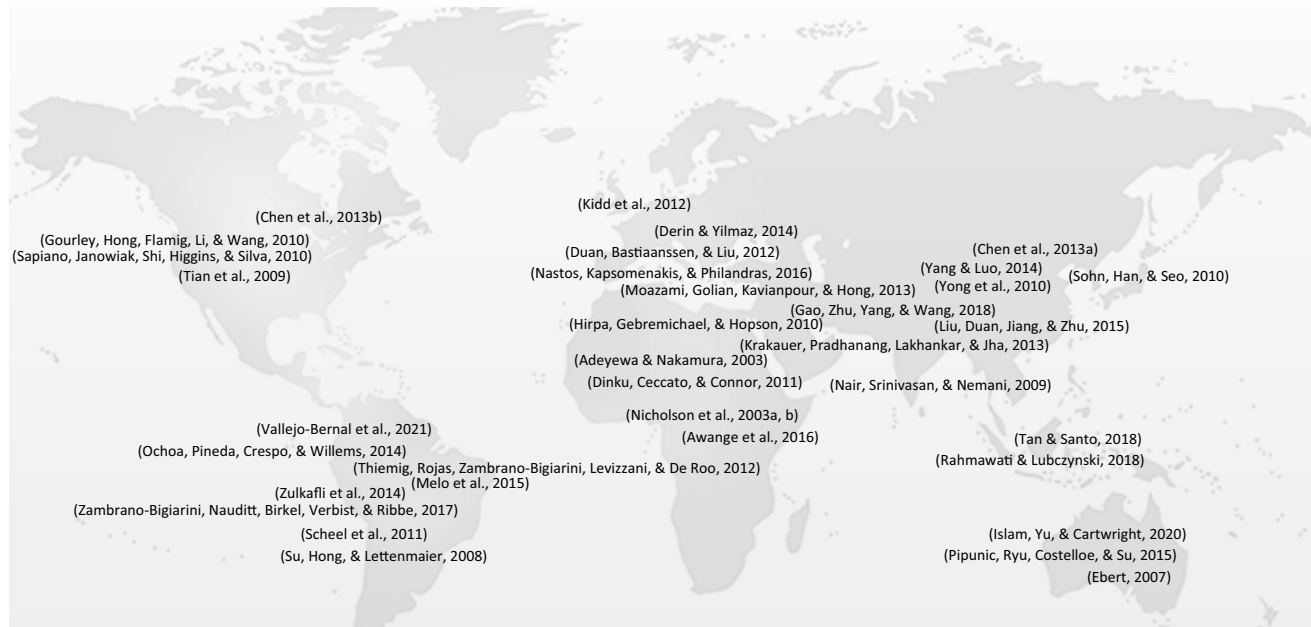 (Kidd et al., 2012)
(Chen et al., 2013b)
(Derin & Yilmaz, 2014)
(Gourley, Hong, Flamig, Li, & Wang, 2010)
(Chen et al., 2013a)
(Duan, Bastiaanssen, & Liu, 2012)
(Sapiano, Janowiak, Shi, Higgins, & Silva, 2010)
(Yang & Luo, 2014)
(Nastos, Kapsomenakis, & Philandras, 2016)
(Tian et al., 2009)
(Sohn, Han, & Seo, 2010)
(Yong et al., 2010)
(Moazami, Golian, Kavianpour, & Hong, 2013)
(Gao, Zhu, Yang, & Wang, 2018)
(Hirpa, Gebremichael, & Hopson, 2010)
(Liu, Duan, Jiang, & Zhu, 2015)
(Krakauer, Pradhanang, Lakhankar, & Jha, 2013)
(Adeyewa & Nakamura, 2003)
(Dinku, Ceccato, & Connor, 2011)
(Nair, Srinivasan, & Nemani, 2009)
(Nicholson et al., 2003a, b)
(Vallejo-Bernal et al., 2021)
(Awange et al., 2016)
(Tan & Santo, 2018)
(Ochoa, Pineda, Crespo, & Willems, 2014)
(Rahmawati & Lubczynski, 2018)
(Thiemig, Rojas, Zambrano-Bigiarini, Levizzani, & De Roo, 2012)
(Melo et al., 2015)
(Zulkafli et al., 2014)
(Zambrano-Bigiarini, Nauditt, Birkel, Verbist, & Ribbe, 2017)
(Scheel et al., 2011)
(Islam, Yu, & Cartwright, 2020)
(Su, Hong, & Lettenmaier, 2008)
(Pipunic, Ryu, Costelloe, & Su, 2015)
(Ebert, 2007)